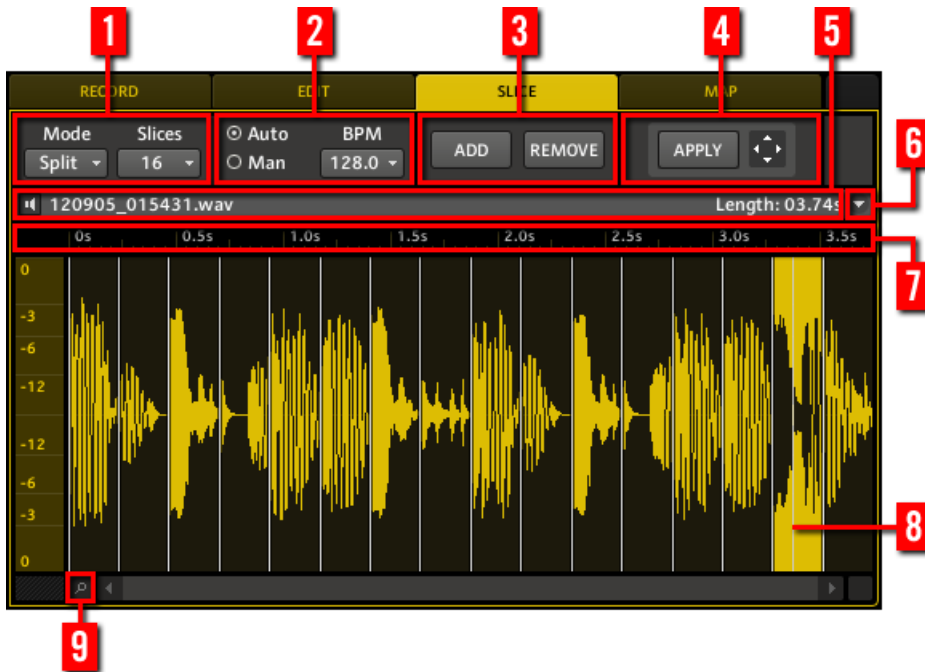 1 2 3 4 5
RECORD EDIT SLICE MAP
Mode Slices Auto BPM
Split 16 Man 128.0 ADD REMOVE APPLY
6
120905_015431.wav Length: 03.74s
0s 0.5s 1.0s 1.5s 2.0s 2.5s 3.0s 3.5s
7
0
-3
-6
-12
-12
-6
-3
8
0
9